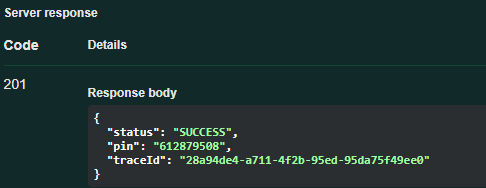 Server response
Code Details
201
Response body
{
"status": "SUCCESS",
"pin": "612879508",
"traceId": "28a94de4-a711-4f2b-95ed-95da75f49ee0"
}